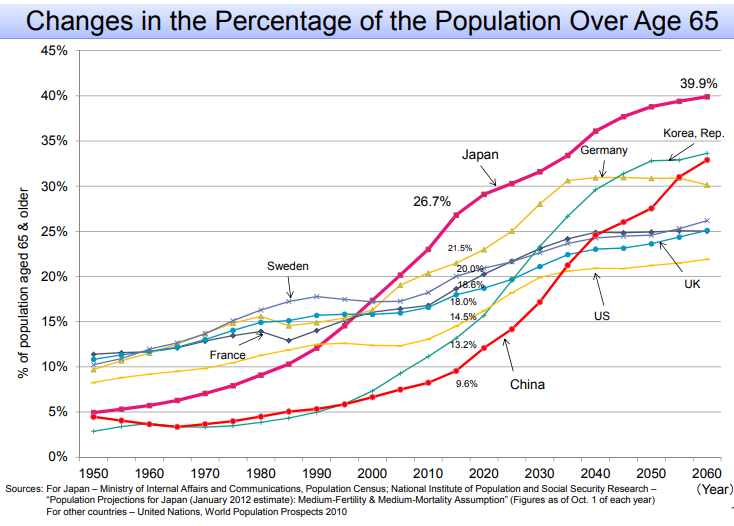 Changes in the Percentage of the Population Over Age 65
45%
40%
35%
30%
25%
20%
15%
10%
5%
0%
% of population aged 65 & older
39.9%
Korea, Rep.
Germany
Japan
26.7%
21.5%
Sweden
20.0%
18.6%
UK
18.0%
US
14.5%
France
13.2%
9.6%
China
1950 1960 1970 1980 1990 2000 2010 2020 2030 2040 2050 2060
(Year)
Sources: For Japan – Ministry of Internal Affairs and Communications, Population Census; National Institute of Population and Social Security Research –
“Population Projections for Japan (January 2012 estimate): Medium-Fertility & Medium-Mortality Assumption” (Figures as of Oct. 1 of each year)
For other countries – United Nations, World Population Prospects 2010